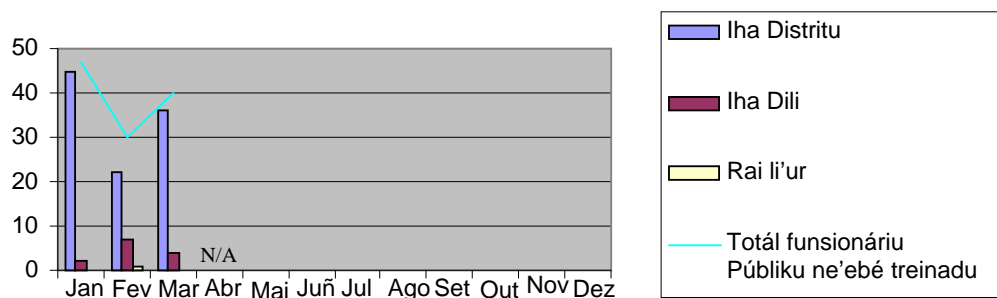 50
40
30
20
10
0
N/A
Jan Fev Mar Abr Mai Juñ Jul Ago Set Out Nov Dez
Iha Distritu
Iha Dili
Rai li'ur
Totál funsionáriu
Públiku ne'ebé treinadu